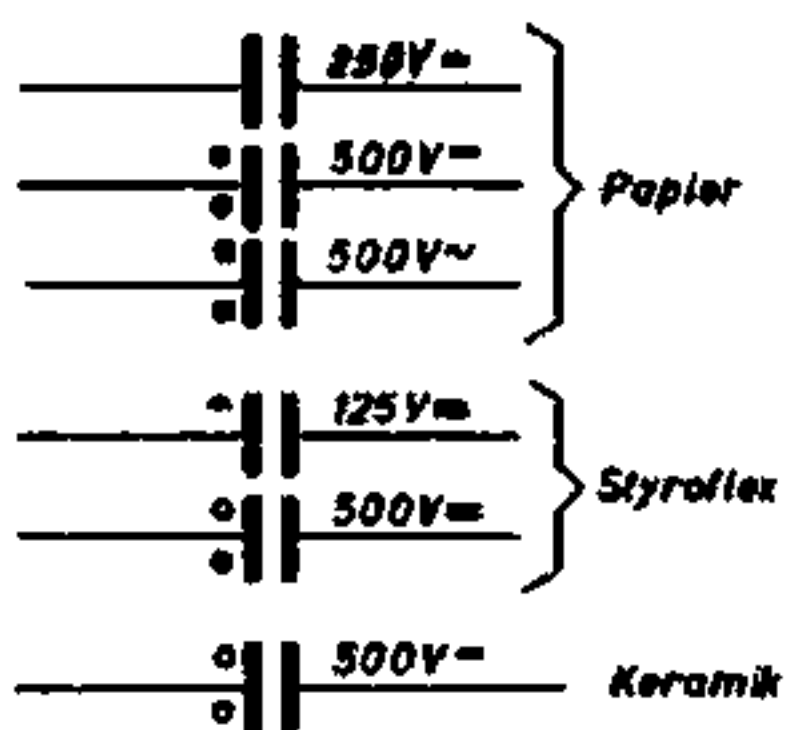 250V=
500V=
500V~
Papier
125V=
500V=
Styroflex
500V=
Keramik